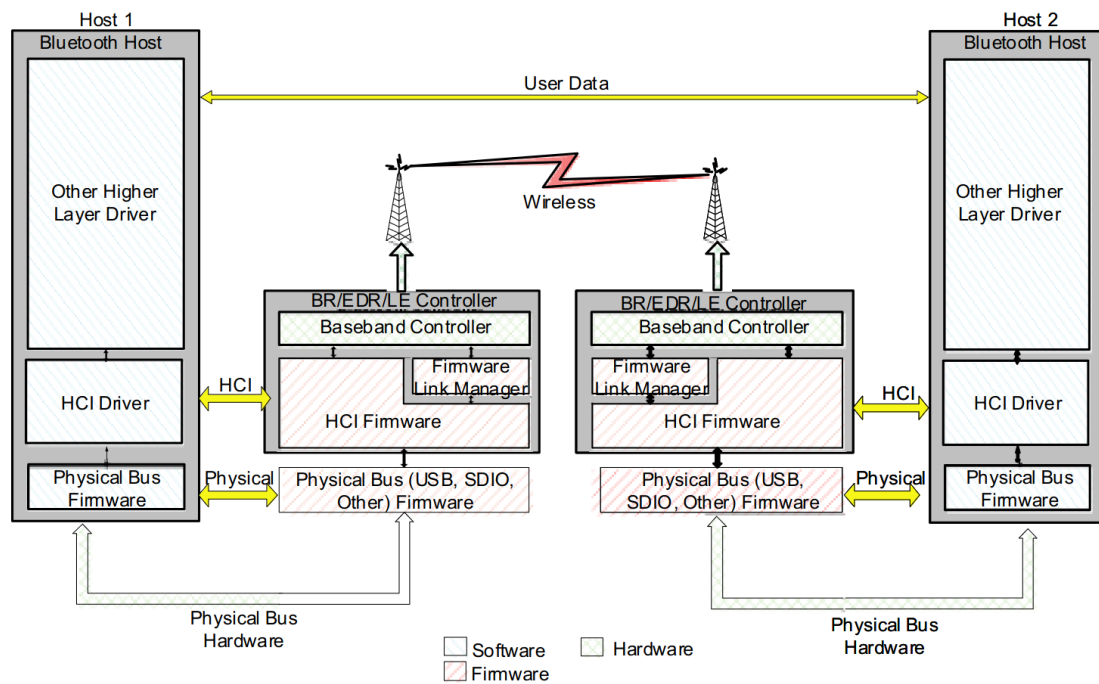 Host 1
Host 2
Bluetooth Host
Bluetooth Host
User Data
Other Higher
Layer Driver
Other Higher
Layer Driver
Wireless
BR/EDR/LE Controller
BR/EDR/LE Controller
Baseband Controller
Baseband Controller
Firmware
Link Manager
Firmware
Link Manager
HCI
HCI
HCI Driver
HCI Firmware
HCI Firmware
HCI Driver
Physical Bus
Firmware
Physical
Physical Bus (USB, SDIO,
Other) Firmware
Physical Bus (USB,
SDIO, Other) Firmware
Physical
Physical Bus
Firmware
Physical Bus
Hardware
Physical Bus
Hardware
Software
Hardware
Firmware